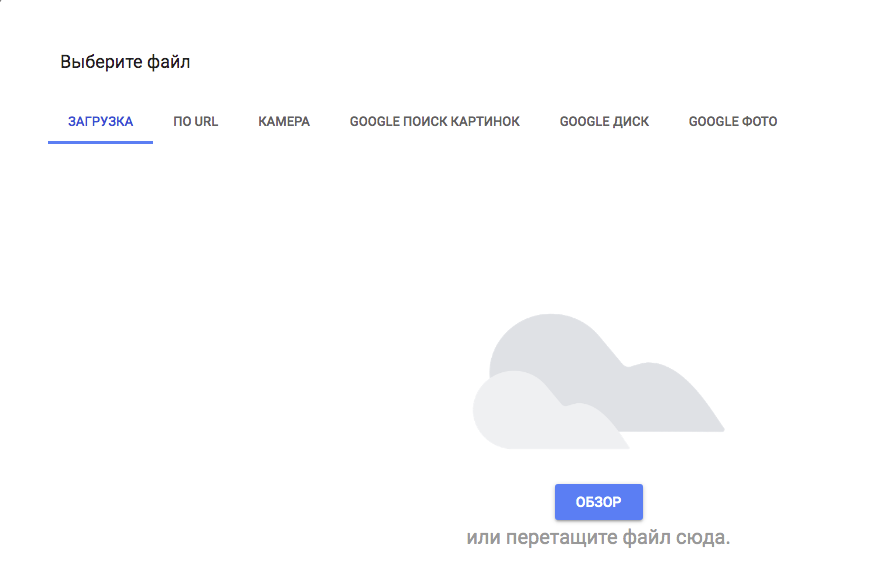 Выберите файл
ЗАГРУЗКА ПО URL КАМЕРА GOOGLE ПОИСК КАРТИНОК GOOGLE ДИСК GOOGLE ФОТО
ОБЗОР
или перетащите файл сюда.